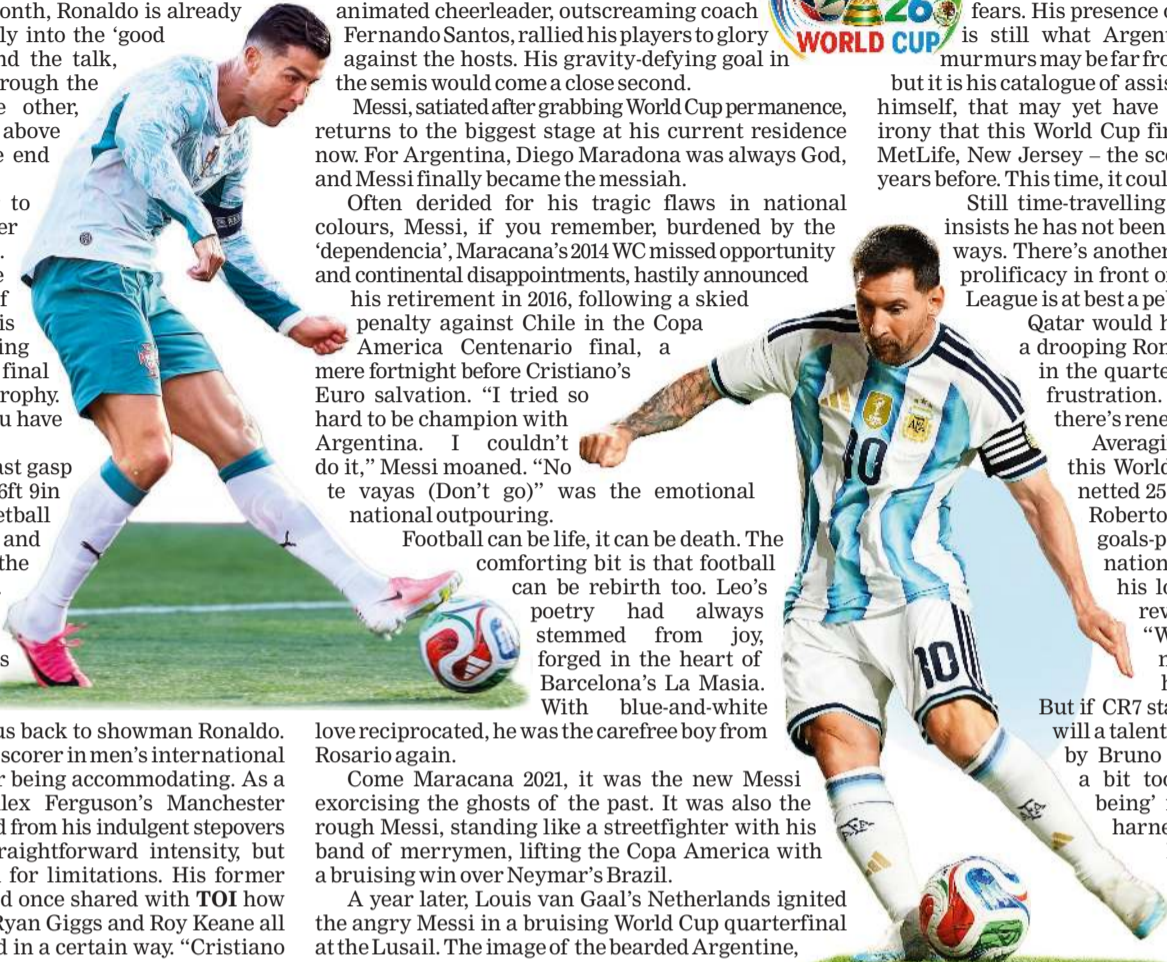 onth, Ronaldo is already
ly into the ‘good
nd the talk,
rough the
e other,
above
e end
to
er
.
e
f
is
ing
final
rophy.
u have
ast gasp
6ft 9in
etball
and
the
.
s
us back to showman Ronaldo.
scorer in men's international
r being accommodating. As a
lex Ferguson's Manchester
d from his indulgent stepovers
raightforward intensity, but
for limitations. His former
d once shared with TOI how
Ryan Giggs and Roy Keane all
d in a certain way. “Cristiano
animated cheerleader, outscreaming coach
Fernando Santos, rallied his players to glory
against the hosts. His gravity-defying goal in
the semis would come a close second.
Messi, satiated after grabbing World Cup permanence,
returns to the biggest stage at his current residence
now. For Argentina, Diego Maradona was always God,
and Messi finally became the messiah.
Often derided for his tragic flaws in national
colours, Messi, if you remember, burdened by the
‘dependencia’, Maracana's 2014 WC missed opportunity
and continental disappointments, hastily announced
his retirement in 2016, following a skied
penalty against Chile in the Copa
America Centenario final, a
mere fortnight before Cristiano's
Euro salvation. “I tried so
hard to be champion with
Argentina. I couldn't
do it,” Messi moaned. “No
te vayas (Don't go)” was the emotional
national outpouring.
Football can be life, it can be death. The
comforting bit is that football
can be rebirth too. Leo's
poetry had always
stemmed from joy,
forged in the heart of
Barcelona's La Masia.
With blue-and-white
love reciprocated, he was the carefree boy from
Rosario again.
Come Maracana 2021, it was the new Messi
exorcising the ghosts of the past. It was also the
rough Messi, standing like a streetfighter with his
band of merrymen, lifting the Copa America with
a bruising win over Neymar's Brazil.
A year later, Louis van Gaal's Netherlands ignited
the angry Messi in a bruising World Cup quarterfinal
at the Lusail. The image of the bearded Argentine,
26
WORLD CUP
fears. His presence
is still what Argen
murmurs may be far fro
but it is his catalogue of assis
himself, that may yet have
irony that this World Cup fi
MetLife, New Jersey – the sc
years before. This time, it coul
Still time-travelling
insists he has not been
ways. There's another
prolificacy in front o
League is at best a pe
Qatar would h
a drooping Ron
in the quarte
frustration.
there's rene
Averagi
this World
netted 25
Roberto
goals-p
nation
his lo
rev
“W
n
b
But if CR7 sta
will a talent
by Bruno
a bit too
being’
harne
10
AFA
10
AFA
AFA